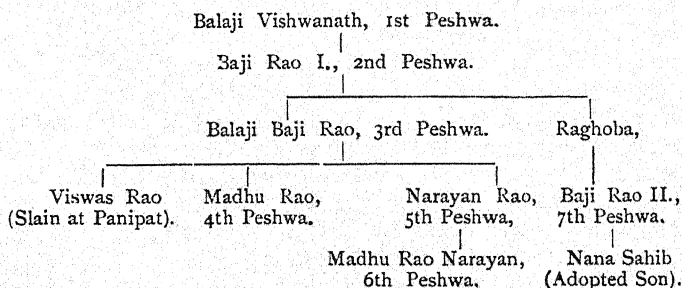 Balaji Vishwanath, 1st Peshwa.
Baji Rao I., 2nd Peshwa.
Balaji Baji Rao, 3rd Peshwa. Raghoba,
Viswas Rao Madhu Rao, Narayan Rao, Baji Rao II.,
(Slain at Panipat). 4th Peshwa. 5th Peshwa, 7th Peshwa.
Madhu Rao Narayan, Nana Sahib
6th Peshwa, (Adopted Son).